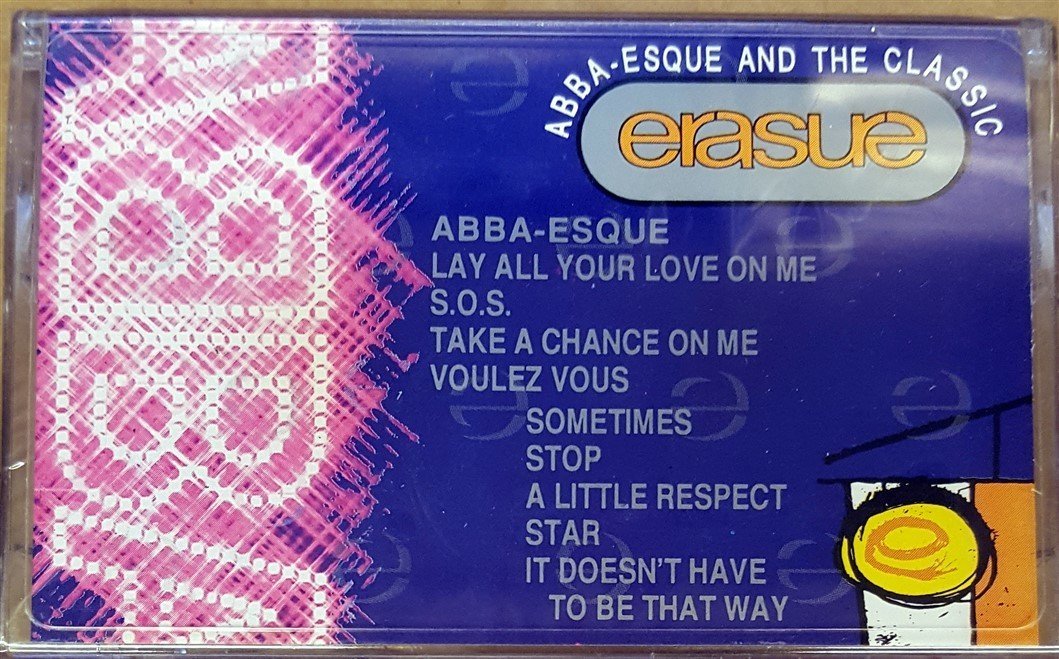 ABBA-ESQUE AND THE CLASSIC
erasure
ABBA-ESQUE
LAY ALL YOUR LOVE ON ME
S.O.S.
TAKE A CHANCE ON ME
VOULEZ VOUS
SOMETIMES
STOP
A LITTLE RESPECT
STAR
IT DOESN'T HAVE
TO BE THAT WAY
ABBA
e